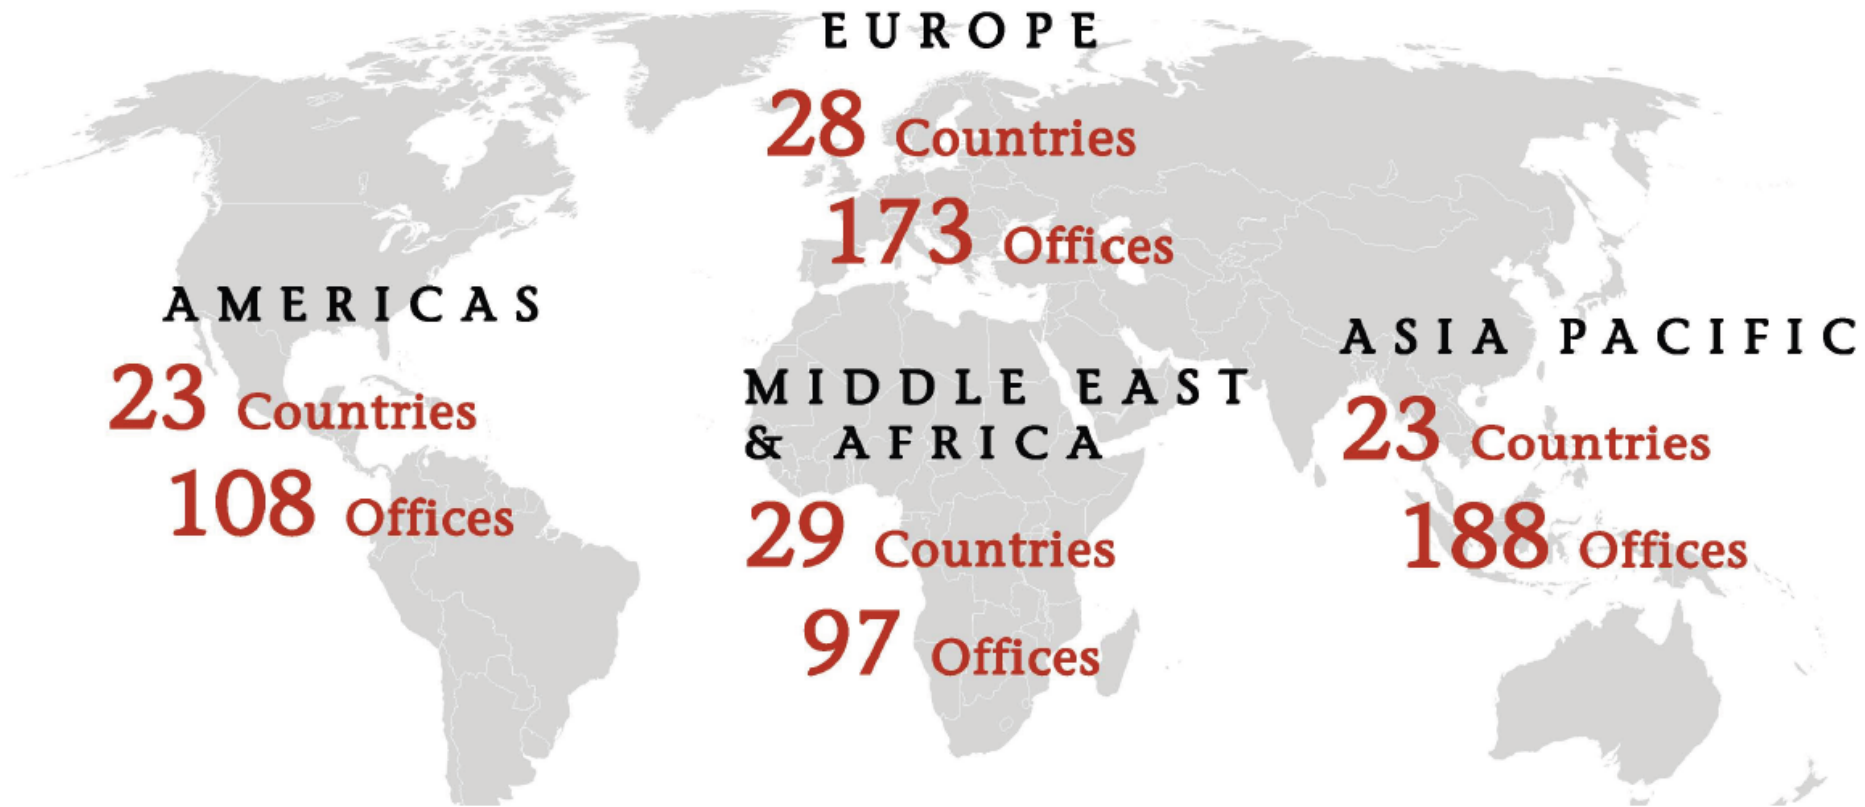 EUROPE
28 Countries
173 Offices
AMERICAS
23 Countries
108 Offices
MIDDLE EAST
& AFRICA
29 Countries
97 Offices
ASIA PACIFIC
23 Countries
188 Offices